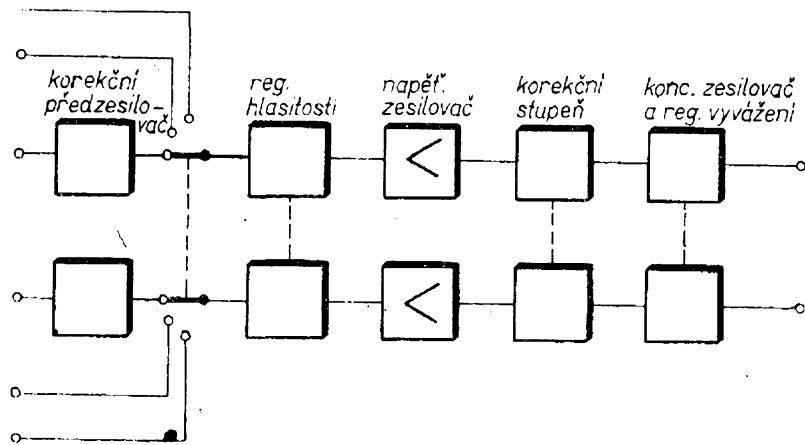 korekční
předzesilo-
vač
reg.
hlasitosti
napěť.
zesilovač
korekční
stupeň
konc. zesilovač
a reg. vyvážení